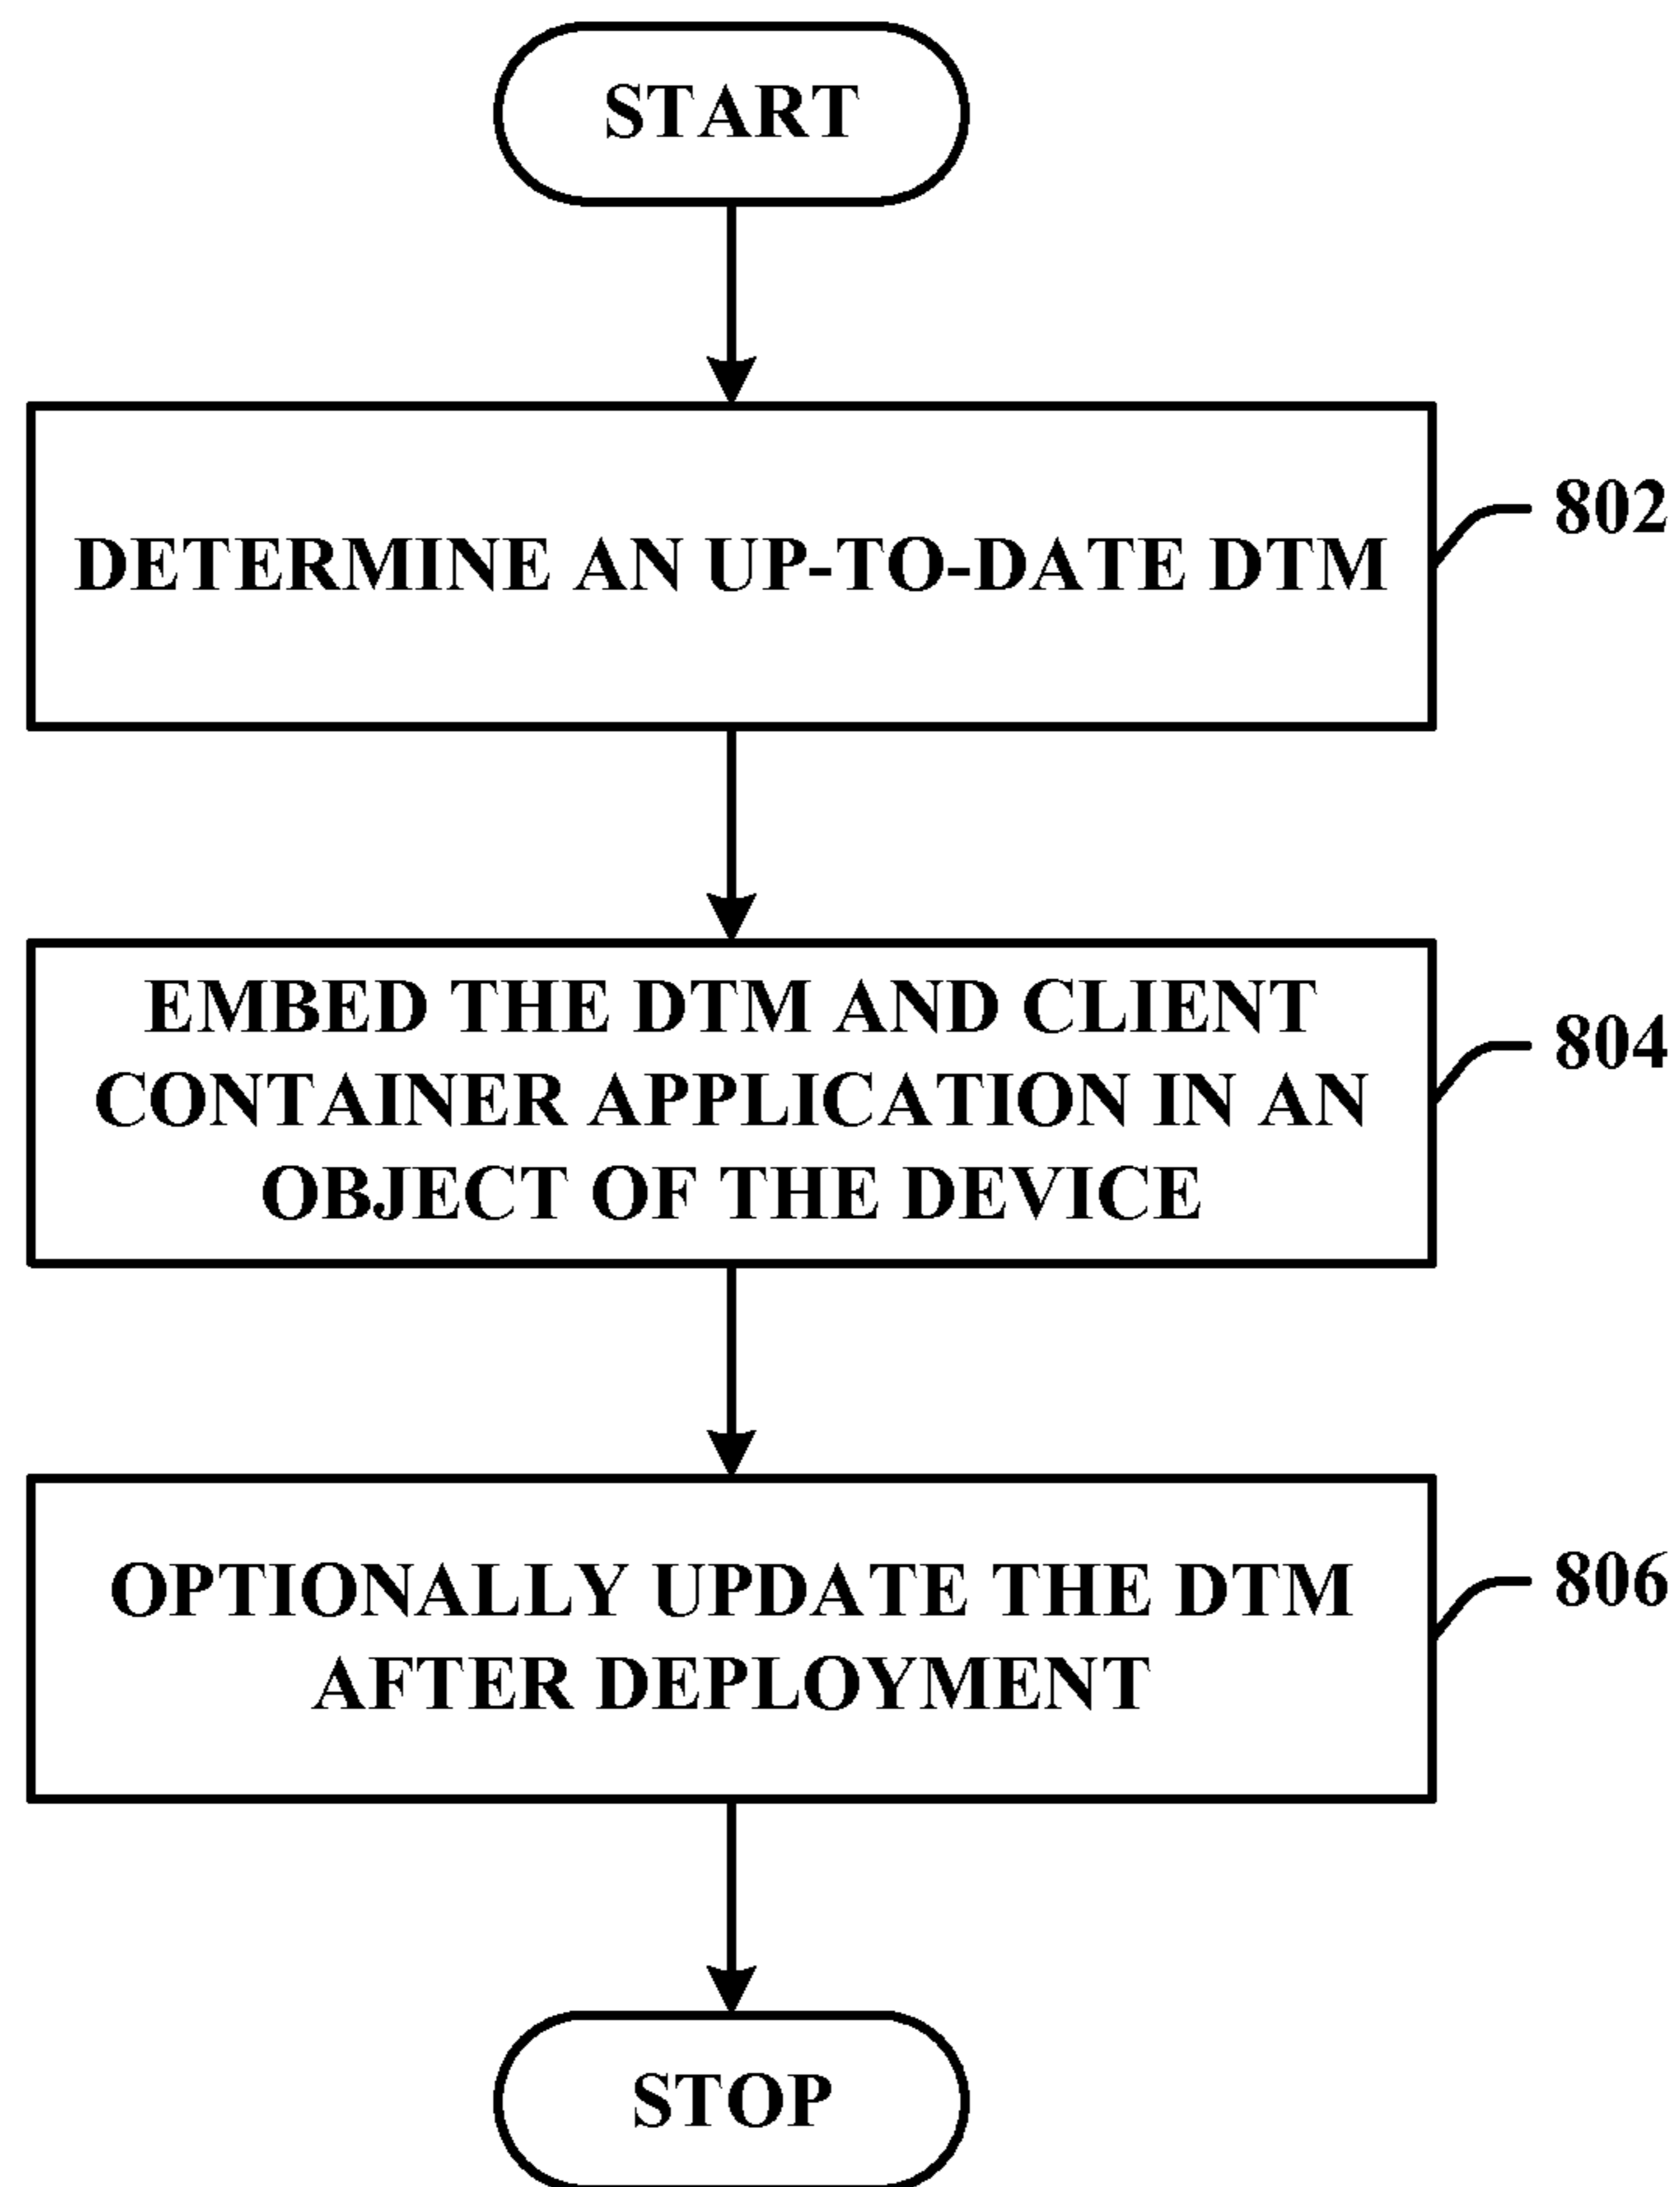 START
DETERMINE AN UP-TO-DATE DTM
802
EMBED THE DTM AND CLIENT
CONTAINER APPLICATION IN AN
OBJECT OF THE DEVICE
804
OPTIONALLY UPDATE THE DTM
AFTER DEPLOYMENT
806
STOP